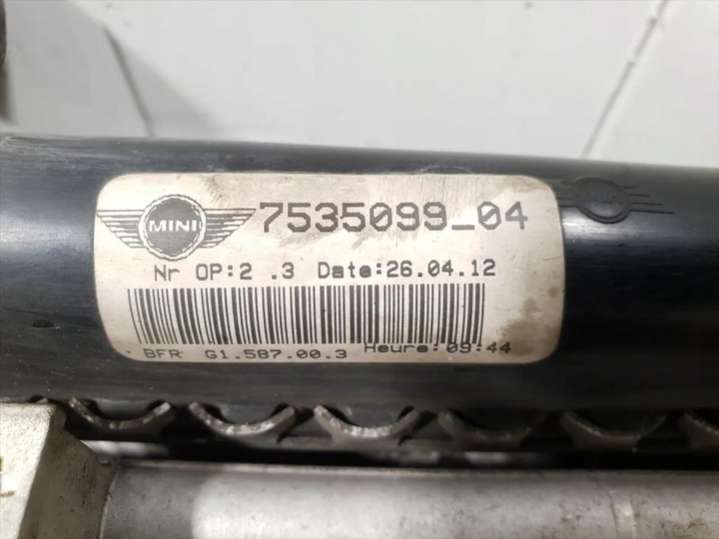 MINI
7535099_04
Nr OP:2 .3 Date:26.04.12
BFR G1.587.00.3 Heure:09:44